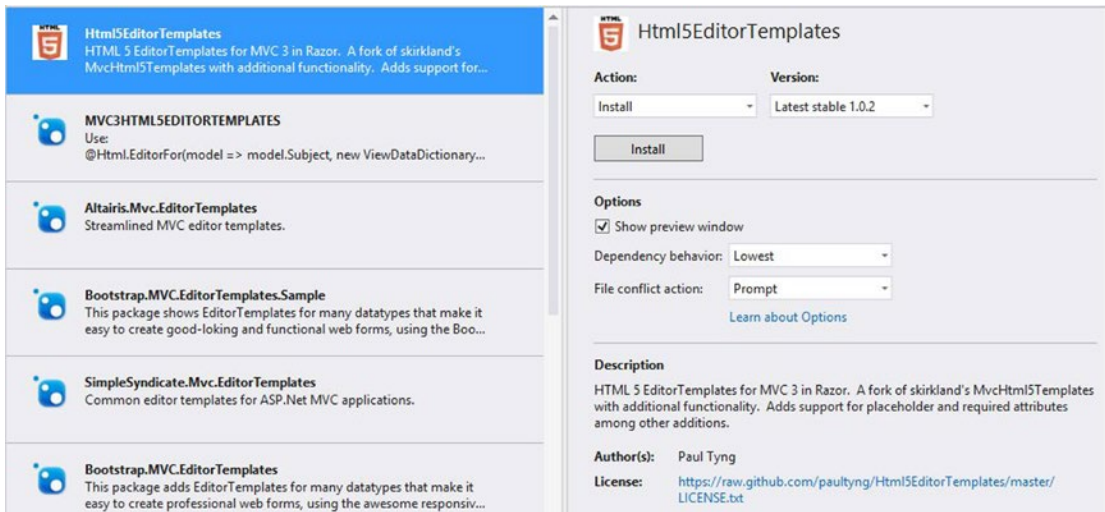 HTML
5
Html5EditorTemplates
HTML 5 EditorTemplates for MVC 3 in Razor. A fork of skirkland's
MvcHtml5Templates with additional functionality. Adds support for...
MVC3HTML5EDITORTEMPLATES
Use:
@Html.EditorFor(model => model.Subject, new ViewDataDictionary...
Altairis.Mvc.EditorTemplates
Streamlined MVC editor templates.
Bootstrap.MVC.EditorTemplates.Sample
This package shows EditorTemplates for many datatypes that make it
easy to create good-loking and functional web forms, using the Boo...
SimpleSyndicate.Mvc.EditorTemplates
Common editor templates for ASP.Net MVC applications.
Bootstrap.MVC.EditorTemplates
This package adds EditorTemplates for many datatypes that make it
easy to create professional web forms, using the awesome responsiv...
HTML
5
Html5EditorTemplates
Action: Version:
Install Latest stable 1.0.2
Install
Options
Show preview window
Dependency behavior: Lowest
File conflict action: Prompt
Learn about Options
Description
HTML 5 EditorTemplates for MVC 3 in Razor. A fork of skirkland's MvcHtml5Templates
with additional functionality. Adds support for placeholder and required attributes
among other additions.
Author(s): Paul Tyng
License: https://raw.github.com/paultyng/Html5EditorTemplates/master/
LICENSE.txt